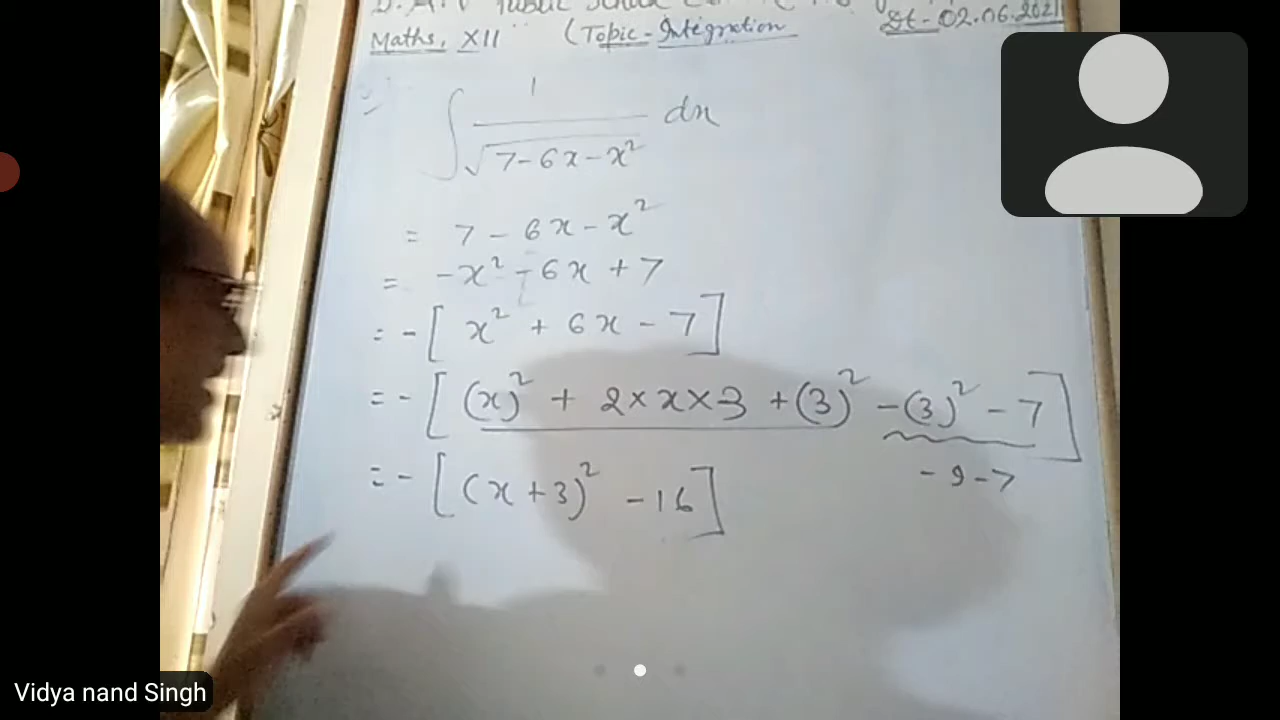 Public School
Maths, XII (Topic - Integration Dt - 02.06.2021
∫ 1/√(7 - 6x - x²) dx
= 7 - 6x - x²
= -x² - 6x + 7
= - [ x² + 6x - 7 ]
= - [ (x)² + 2 × x × 3 + (3)² - (3)² - 7 ]
- 9 - 7
= - [ (x + 3)² - 16 ]
Vidya nand Singh